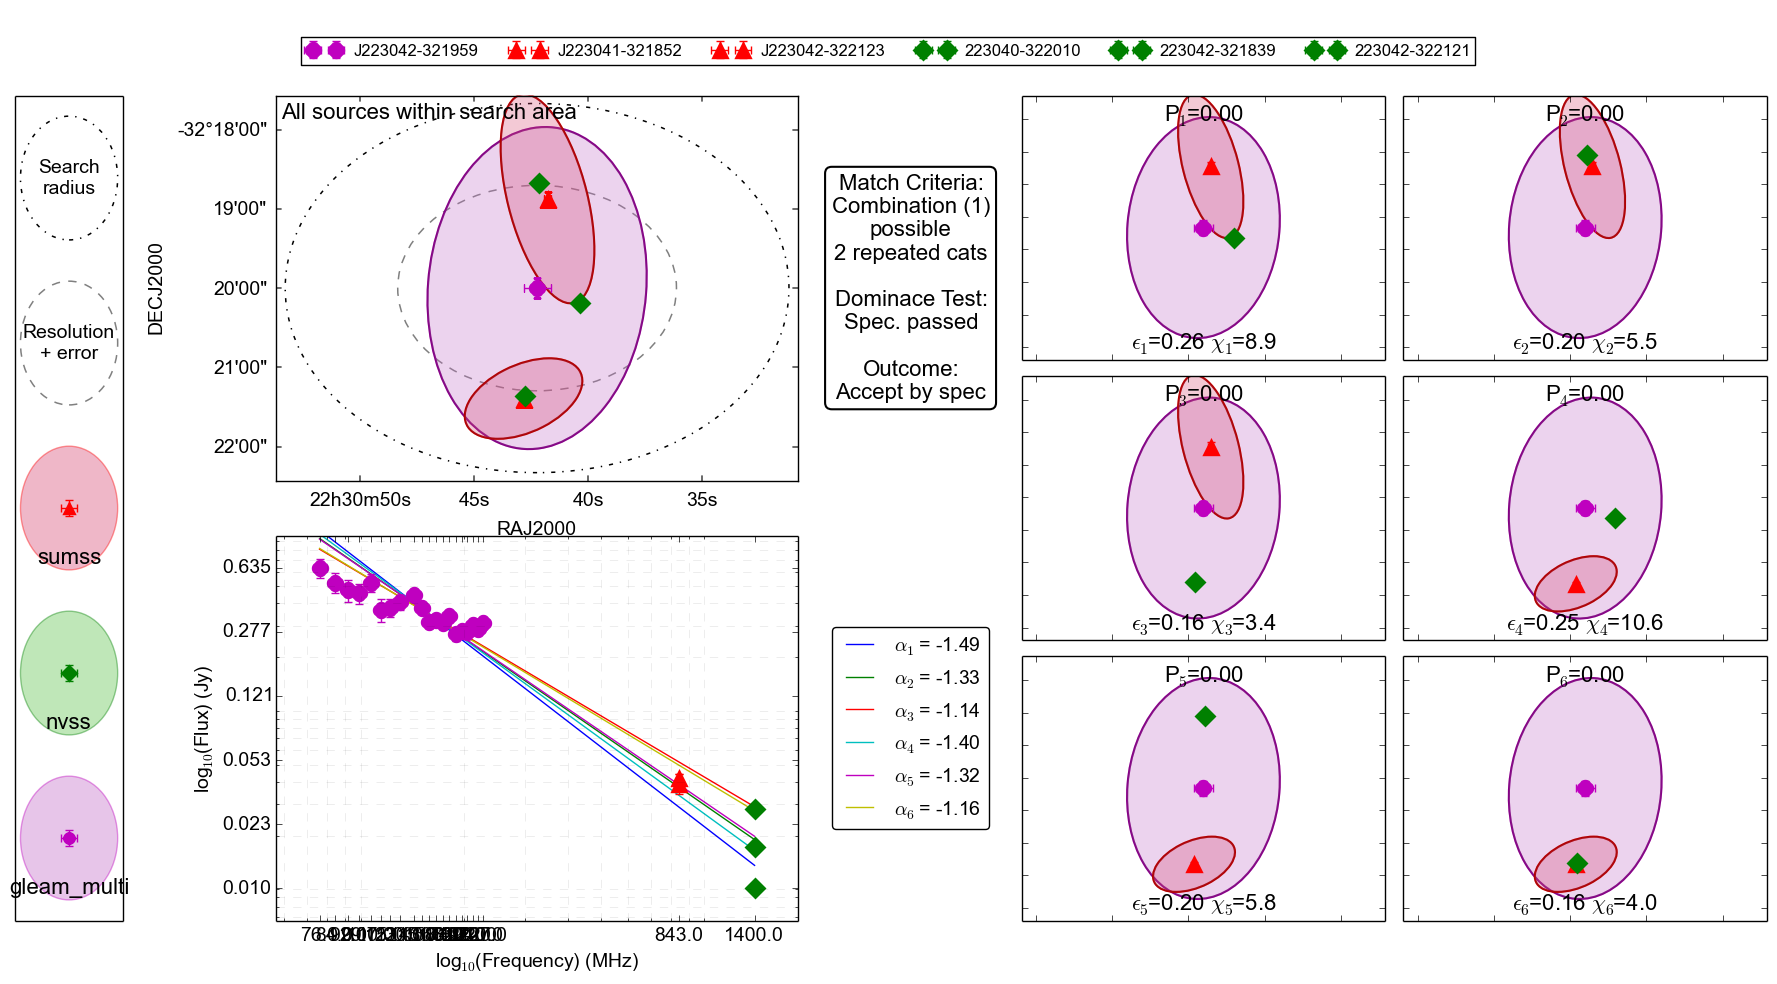 J223042-321959 J223041-321852 J223042-322123 223040-322010 223042-321839 223042-322121
Search
radius
Resolution
+ error
sumss
nvss
gleam_multi
All sources within search area
-32°18'00"
19'00"
20'00"
21'00"
22'00"
DECJ2000
22h30m50s 45s 40s 35s
RAJ2000
Match Criteria:
Combination (1)
possible
2 repeated cats
Dominace Test:
Spec. passed
Outcome:
Accept by spec
P1=0.00
ϵ1=0.26 χ1=8.9
P2=0.00
ϵ2=0.20 χ2=5.5
P3=0.00
ϵ3=0.16 χ3=3.4
P4=0.00
ϵ4=0.25 χ4=10.6
P5=0.00
ϵ5=0.20 χ5=5.8
P6=0.00
ϵ6=0.16 χ6=4.0
0.635
0.277
0.121
0.053
0.023
0.010
log10(Flux) (Jy)
843.0 1400.0
log10(Frequency) (MHz)
α1 = -1.49
α2 = -1.33
α3 = -1.14
α4 = -1.40
α5 = -1.32
α6 = -1.16